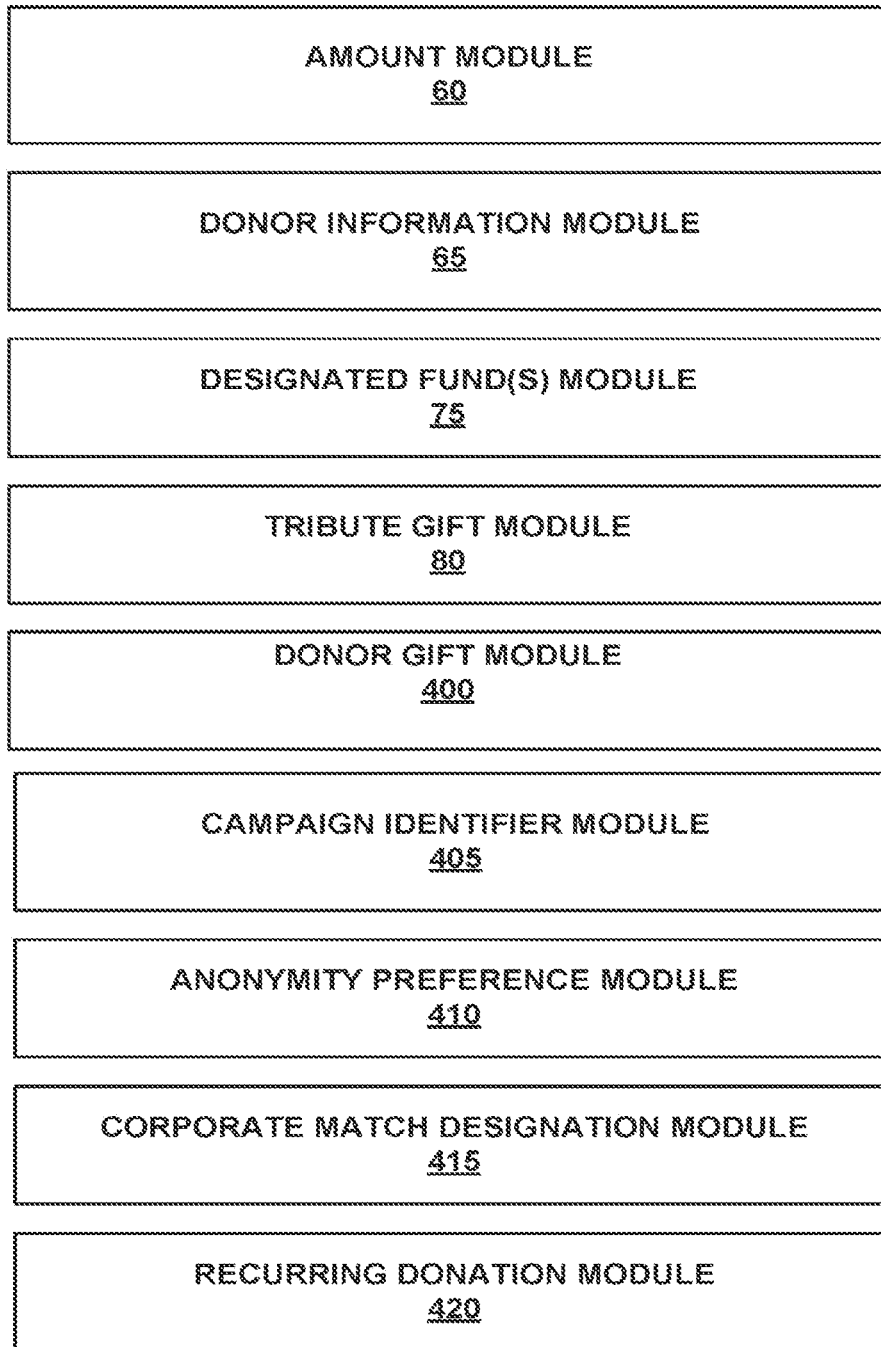 AMOUNT MODULE
60
DONOR INFORMATION MODULE
65
DESIGNATED FUND(S) MODULE
75
TRIBUTE GIFT MODULE
80
DONOR GIFT MODULE
400
CAMPAIGN IDENTIFIER MODULE
405
ANONYMITY PREFERENCE MODULE
410
CORPORATE MATCH DESIGNATION MODULE
415
RECURRING DONATION MODULE
420